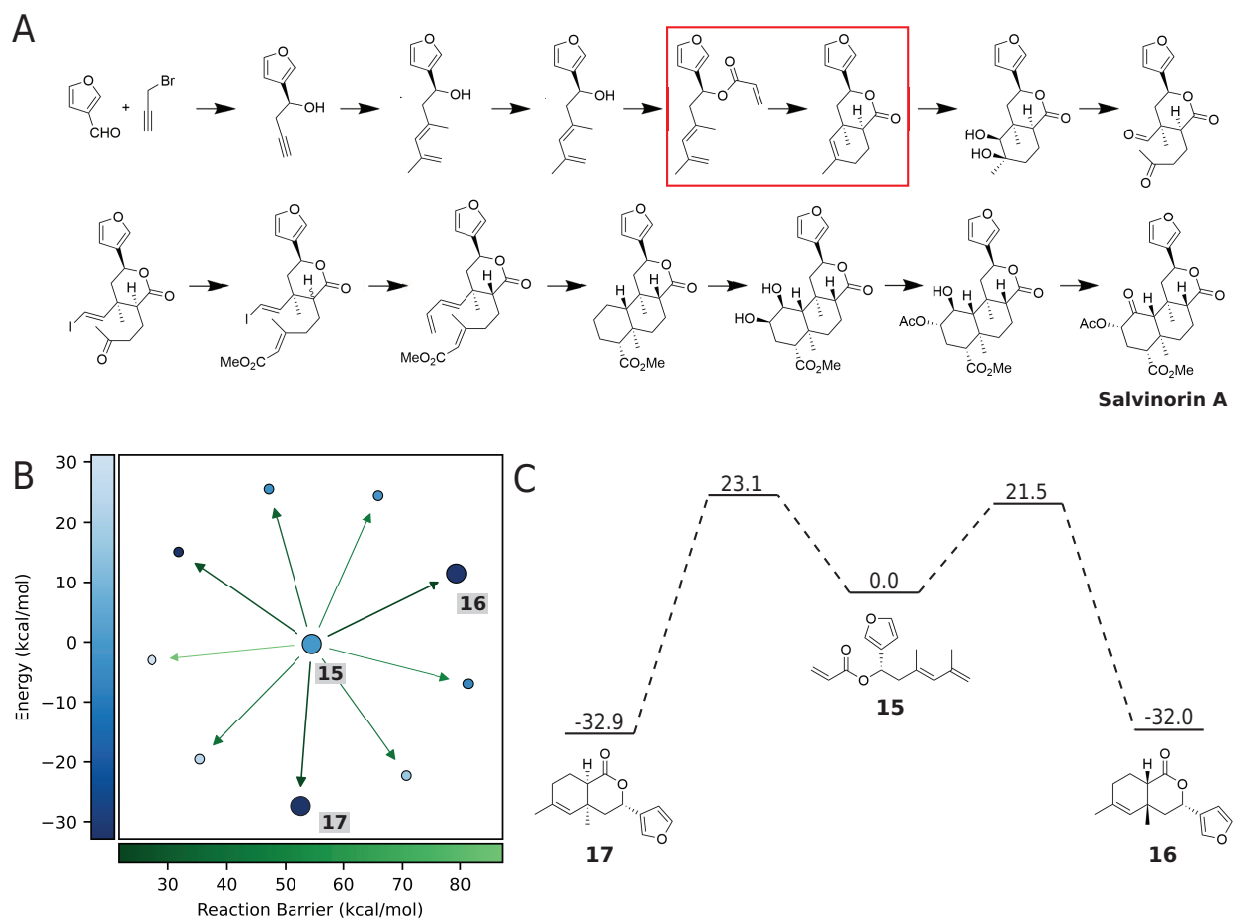 A
O
O
O
O
O
O
O
O
Br
+
CHO
OH
OH
OH
O
O
O
H
O
HO
HO
H
O
O
O
H
O
O
O
O
O
O
O
O
O
O
O
H
O
I
O
O
H
O
I
MeO2C
O
H
O
MeO2C
O
H
H
O
CO2Me
O
HO
H
H
O
HO
CO2Me
O
HO
H
H
O
AcO
CO2Me
O
O
H
H
O
AcO
CO2Me
Salvinorin A
B
30
20
10
0
−10
−20
−30
Energy (kcal/mol)
16
15
17
30 40 50 60 70 80
Reaction Barrier (kcal/mol)
C
23.1
21.5
0.0
O
O
O
15
-32.9
-32.0
H
O
O
O
17
H
O
O
O
16